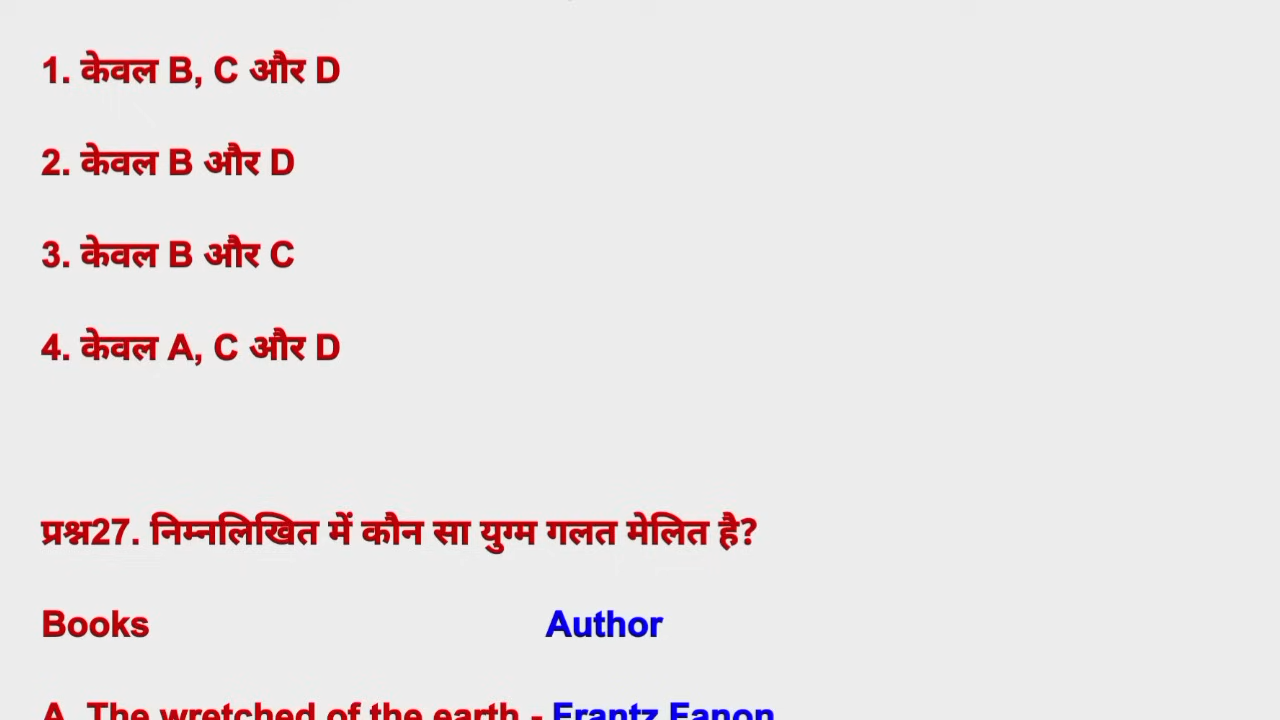 1. केवल B, C और D
2. केवल B और D
3. केवल B और C
4. केवल A, C और D
प्रश्न27. निम्नलिखित में कौन सा युग्म गलत मेलित है?
Books Author
A. The wretched of the earth - Frantz Fanon